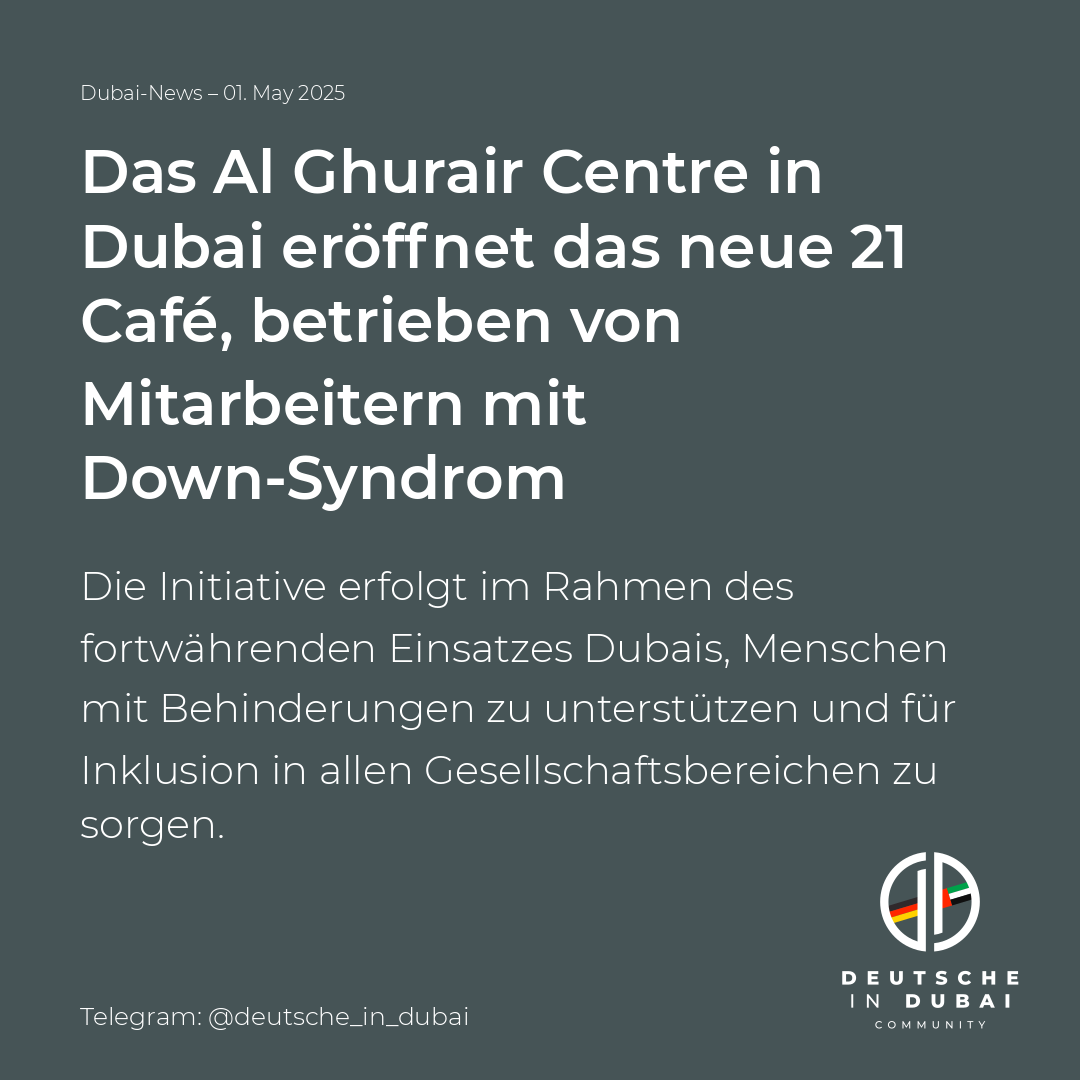 Dubai-News – 01. May 2025
Das Al Ghurair Centre in
Dubai eröffnet das neue 21
Café, betrieben von
Mitarbeitern mit
Down-Syndrom
Die Initiative erfolgt im Rahmen des
fortwährenden Einsatzes Dubais, Menschen
mit Behinderungen zu unterstützen und für
Inklusion in allen Gesellschaftsbereichen zu
sorgen.
DEUTSCHE
IN DUBAI
COMMUNITY
Telegram: @deutsche_in_dubai